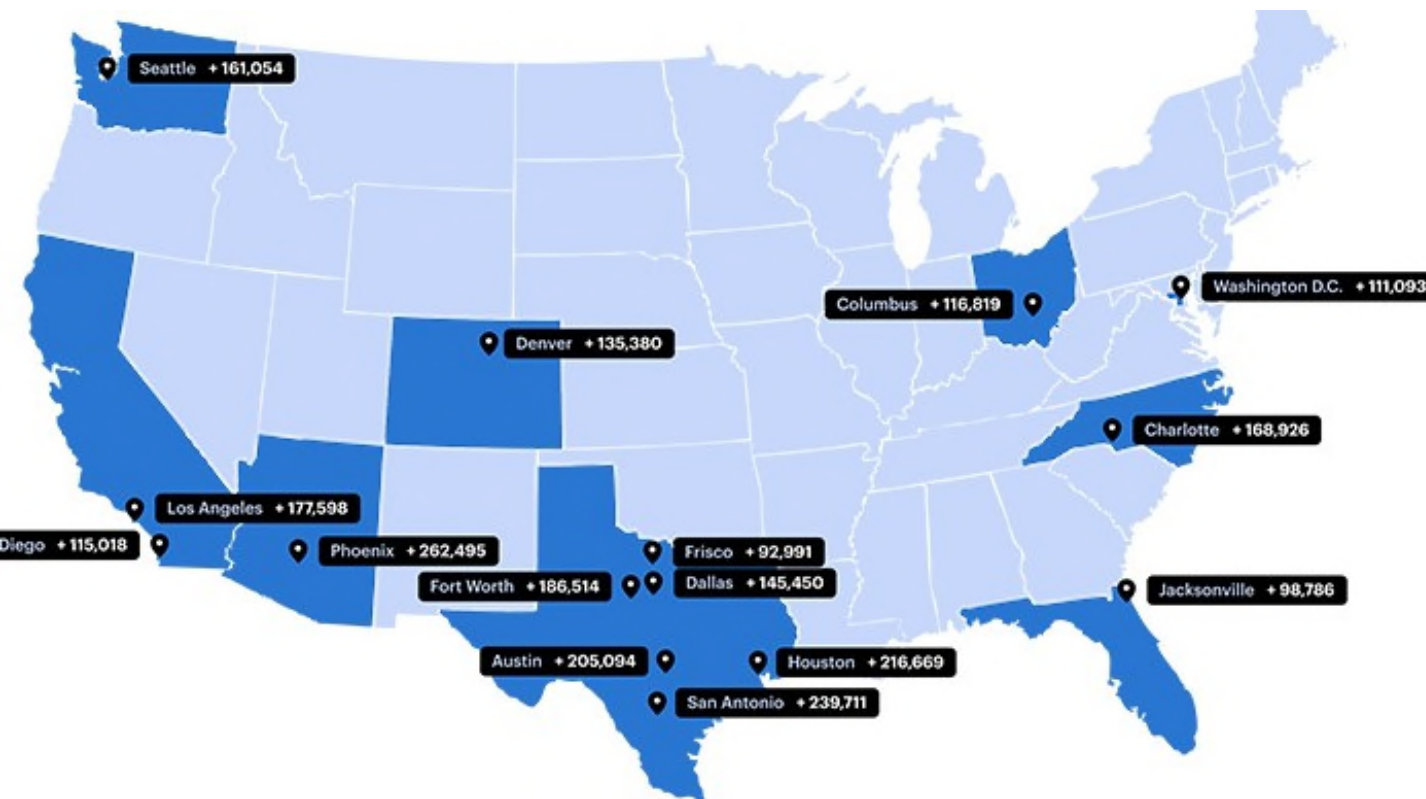 Seattle + 161,054
Washington D.C. + 111,093
Columbus + 116,819
Denver + 135,380
Charlotte + 168,926
Los Angeles + 177,598
Diego + 115,018
Phoenix + 262,495
Frisco + 92,991
Fort Worth + 186,514
Dallas + 145,450
Jacksonville + 98,786
Austin + 205,094
Houston + 216,669
San Antonio + 239,711